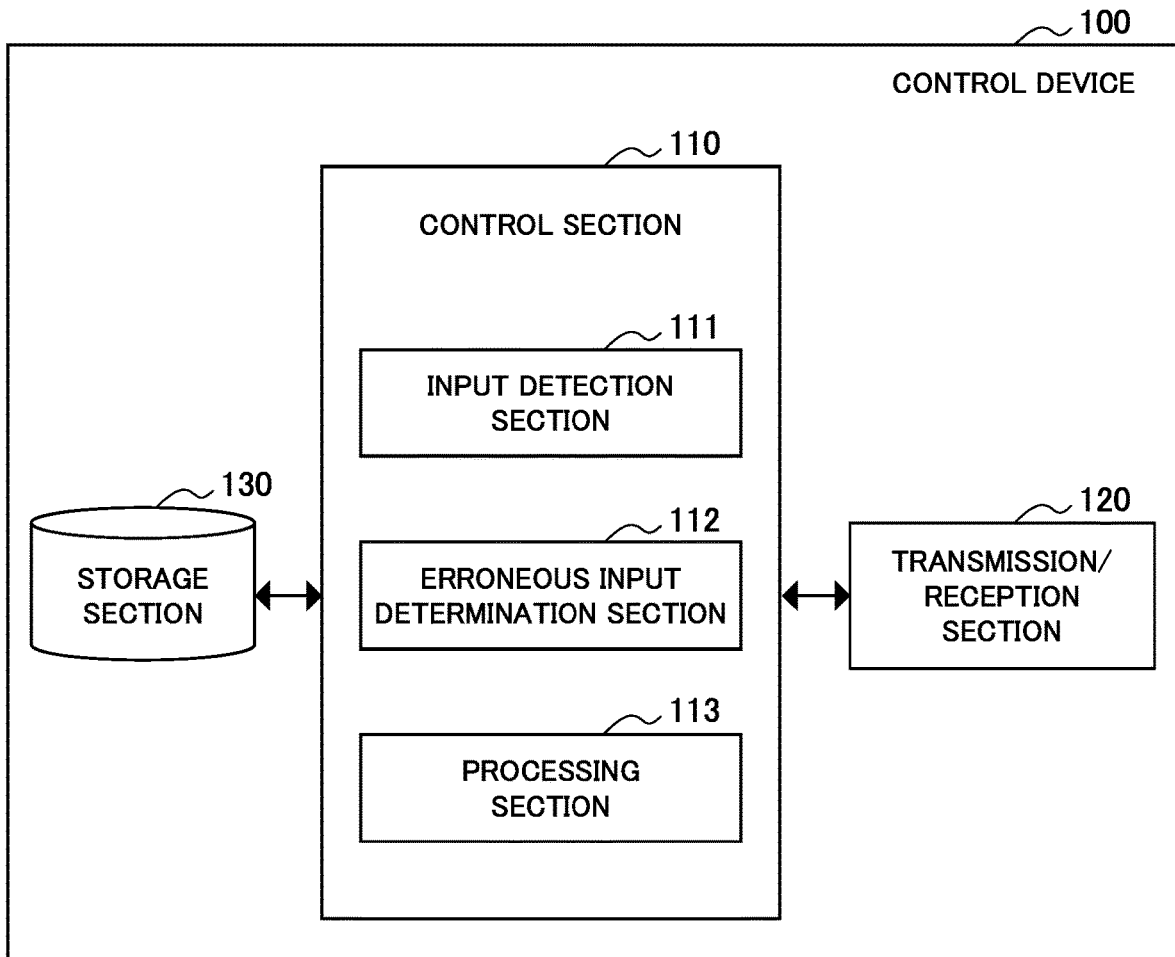 100
CONTROL DEVICE
110
CONTROL SECTION
111
INPUT DETECTION
SECTION
130
STORAGE
SECTION
112
ERRONEOUS INPUT
DETERMINATION SECTION
120
TRANSMISSION/
RECEPTION
SECTION
113
PROCESSING
SECTION